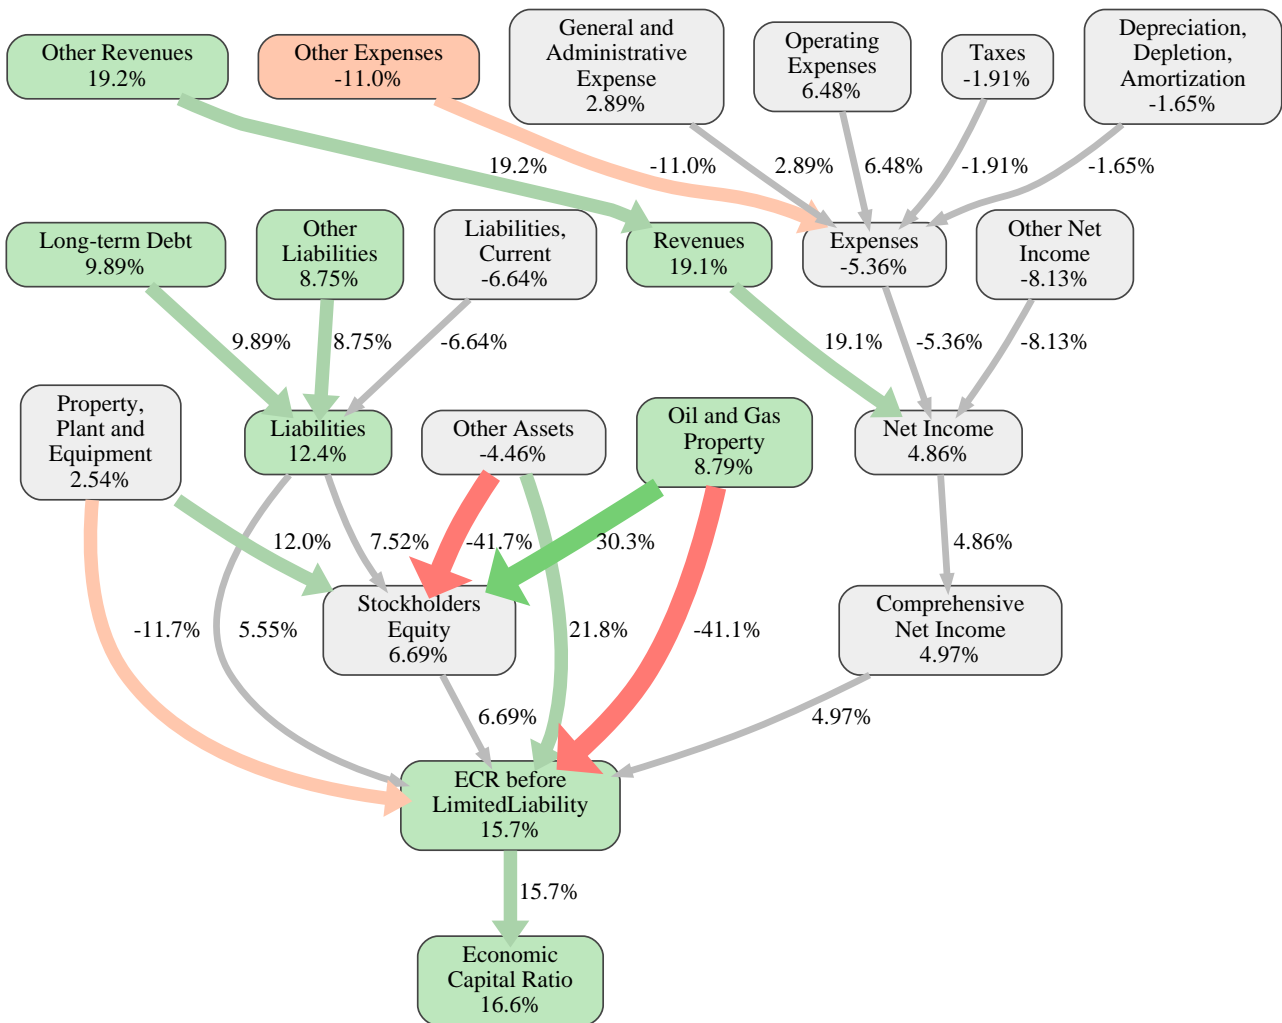 Other Revenues
19.2%
Other Expenses
-11.0%
General and
Administrative
Expense
2.89%
Operating
Expenses
6.48%
Taxes
-1.91%
Depreciation,
Depletion,
Amortization
-1.65%
19.2%
-11.0%
2.89%
6.48%
-1.91%
-1.65%
Long-term Debt
9.89%
Other
Liabilities
8.75%
Liabilities,
Current
-6.64%
Revenues
19.1%
Expenses
-5.36%
Other Net
Income
-8.13%
9.89%
8.75%
-6.64%
19.1%
-5.36%
-8.13%
Property,
Plant and
Equipment
2.54%
Liabilities
12.4%
Other Assets
-4.46%
Oil and Gas
Property
8.79%
Net Income
4.86%
12.0%
7.52%
-41.7%
30.3%
4.86%
Stockholders
Equity
6.69%
Comprehensive
Net Income
4.97%
-11.7%
5.55%
21.8%
-41.1%
6.69%
4.97%
ECR before
LimitedLiability
15.7%
15.7%
Economic
Capital Ratio
16.6%